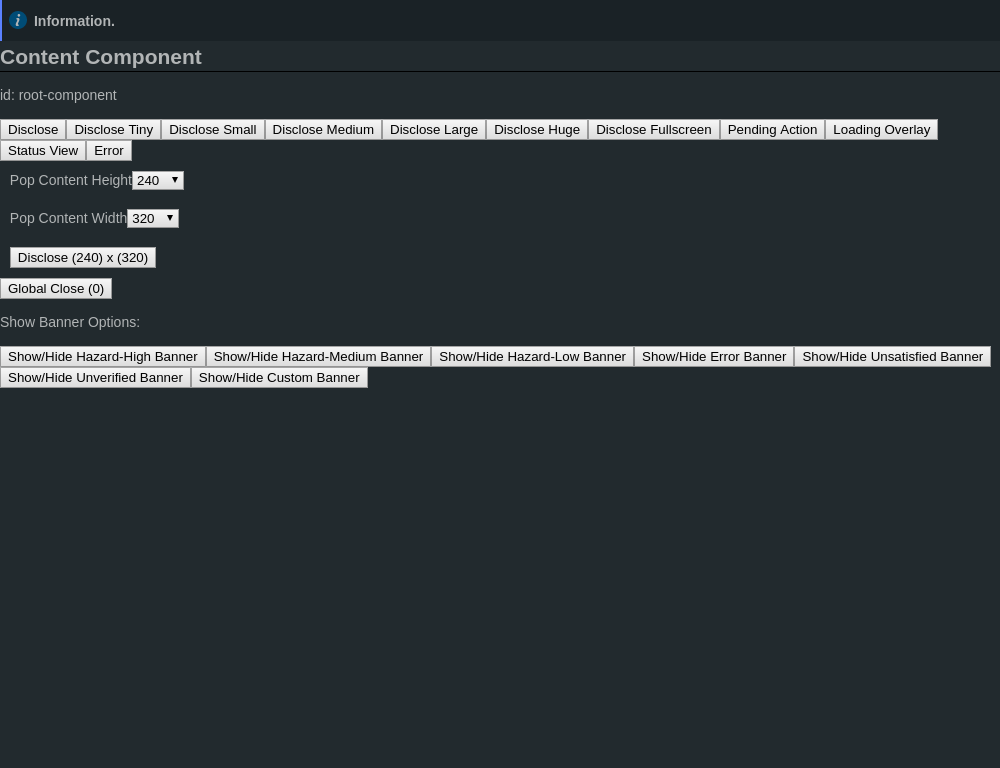 Information.
Content Component
id: root-component
Disclose Disclose Tiny Disclose Small Disclose Medium Disclose Large Disclose Huge Disclose Fullscreen Pending Action Loading Overlay
Status View Error
Pop Content Height 240
Pop Content Width 320
Disclose (240) x (320)
Global Close (0)
Show Banner Options:
Show/Hide Hazard-High Banner Show/Hide Hazard-Medium Banner Show/Hide Hazard-Low Banner Show/Hide Error Banner Show/Hide Unsatisfied Banner
Show/Hide Unverified Banner Show/Hide Custom Banner